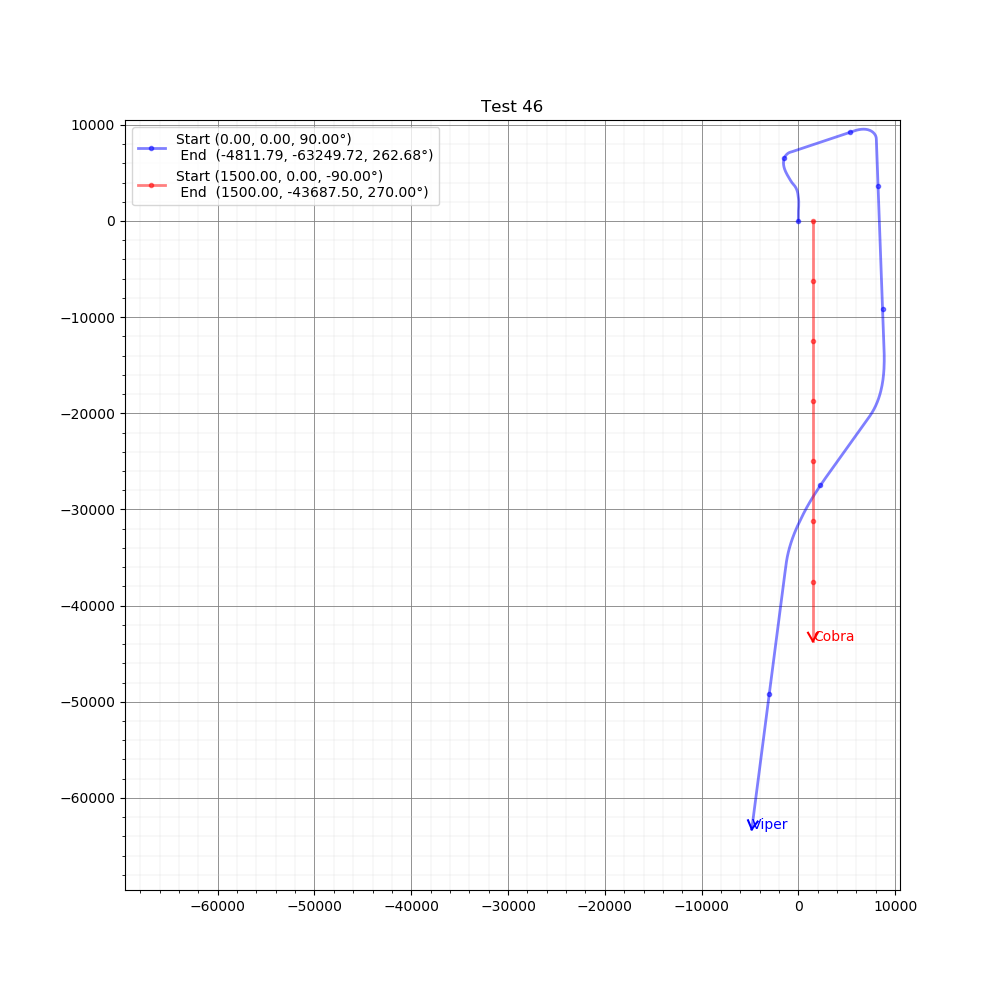 Test 46
Start (0.00, 0.00, 90.00°)
End  (-4811.79, -63249.72, 262.68°)
Start (1500.00, 0.00, -90.00°)
End  (1500.00, -43687.50, 270.00°)
10000
0
−10000
−20000
−30000
−40000
−50000
−60000
Cobra
Viper
−60000 −50000 −40000 −30000 −20000 −10000 0 10000